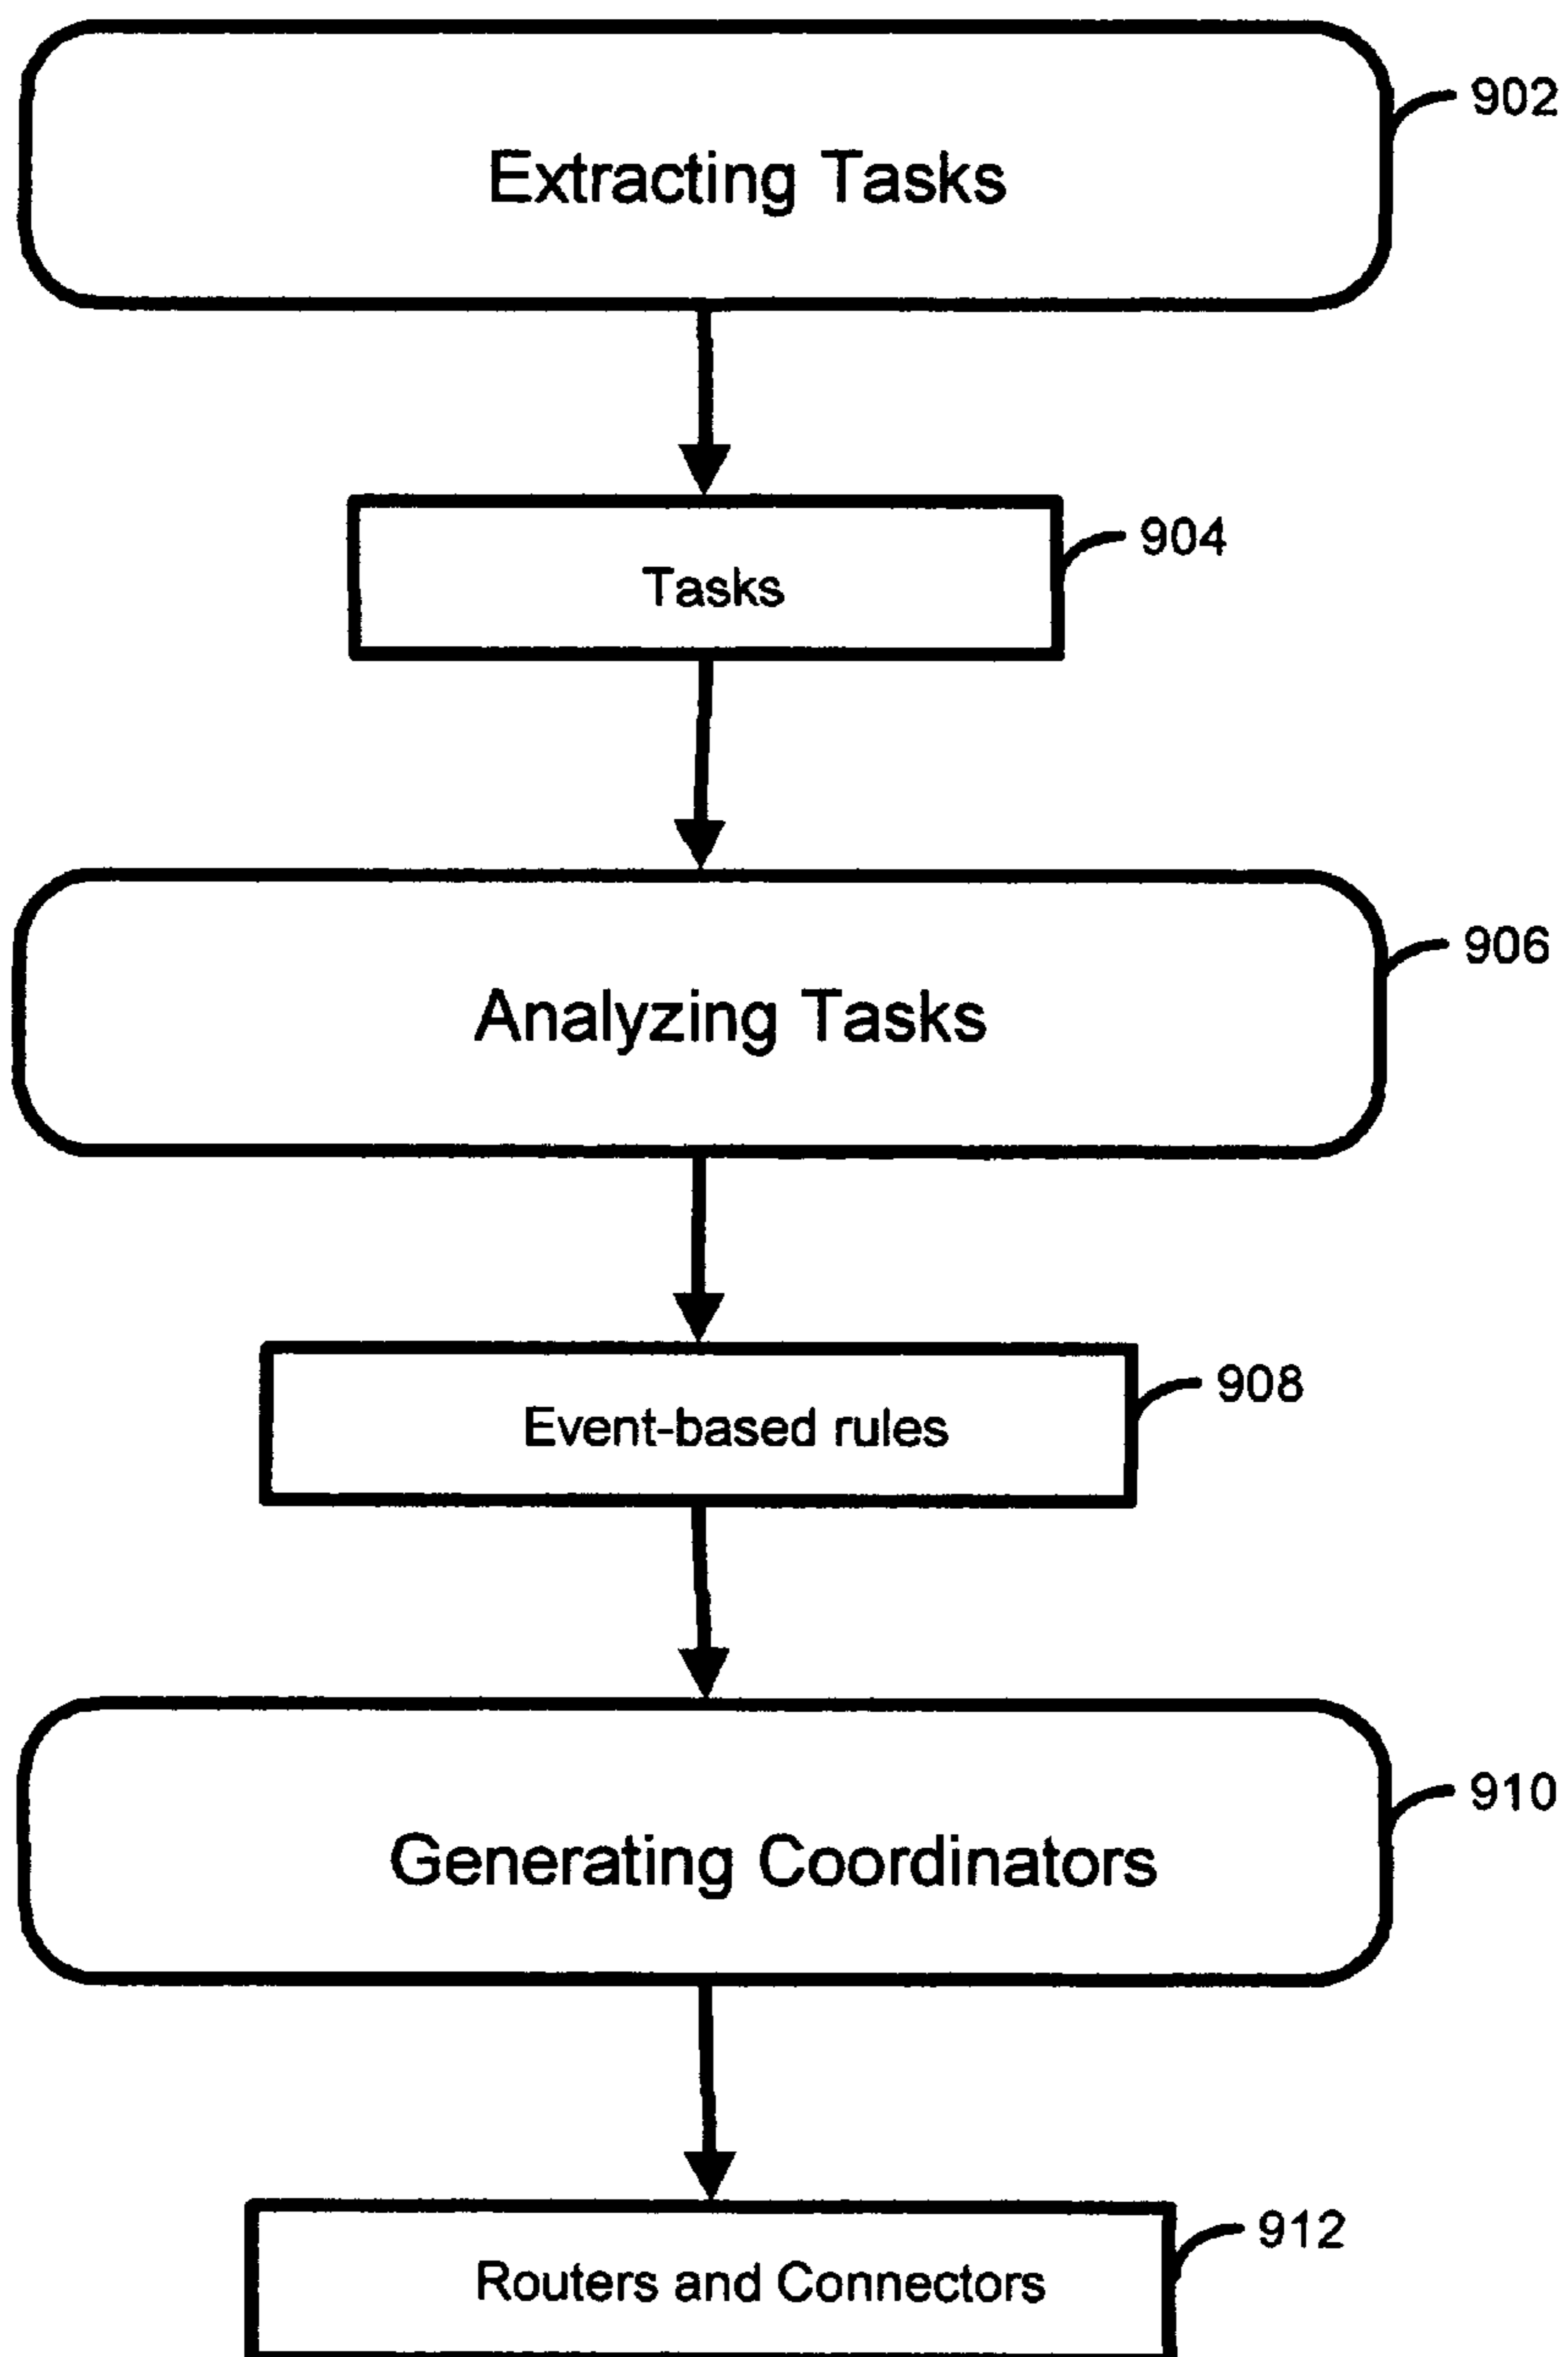 902
Extracting Tasks
904
Tasks
906
Analyzing Tasks
908
Event-based rules
910
Generating Coordinators
912
Routers and Connectors